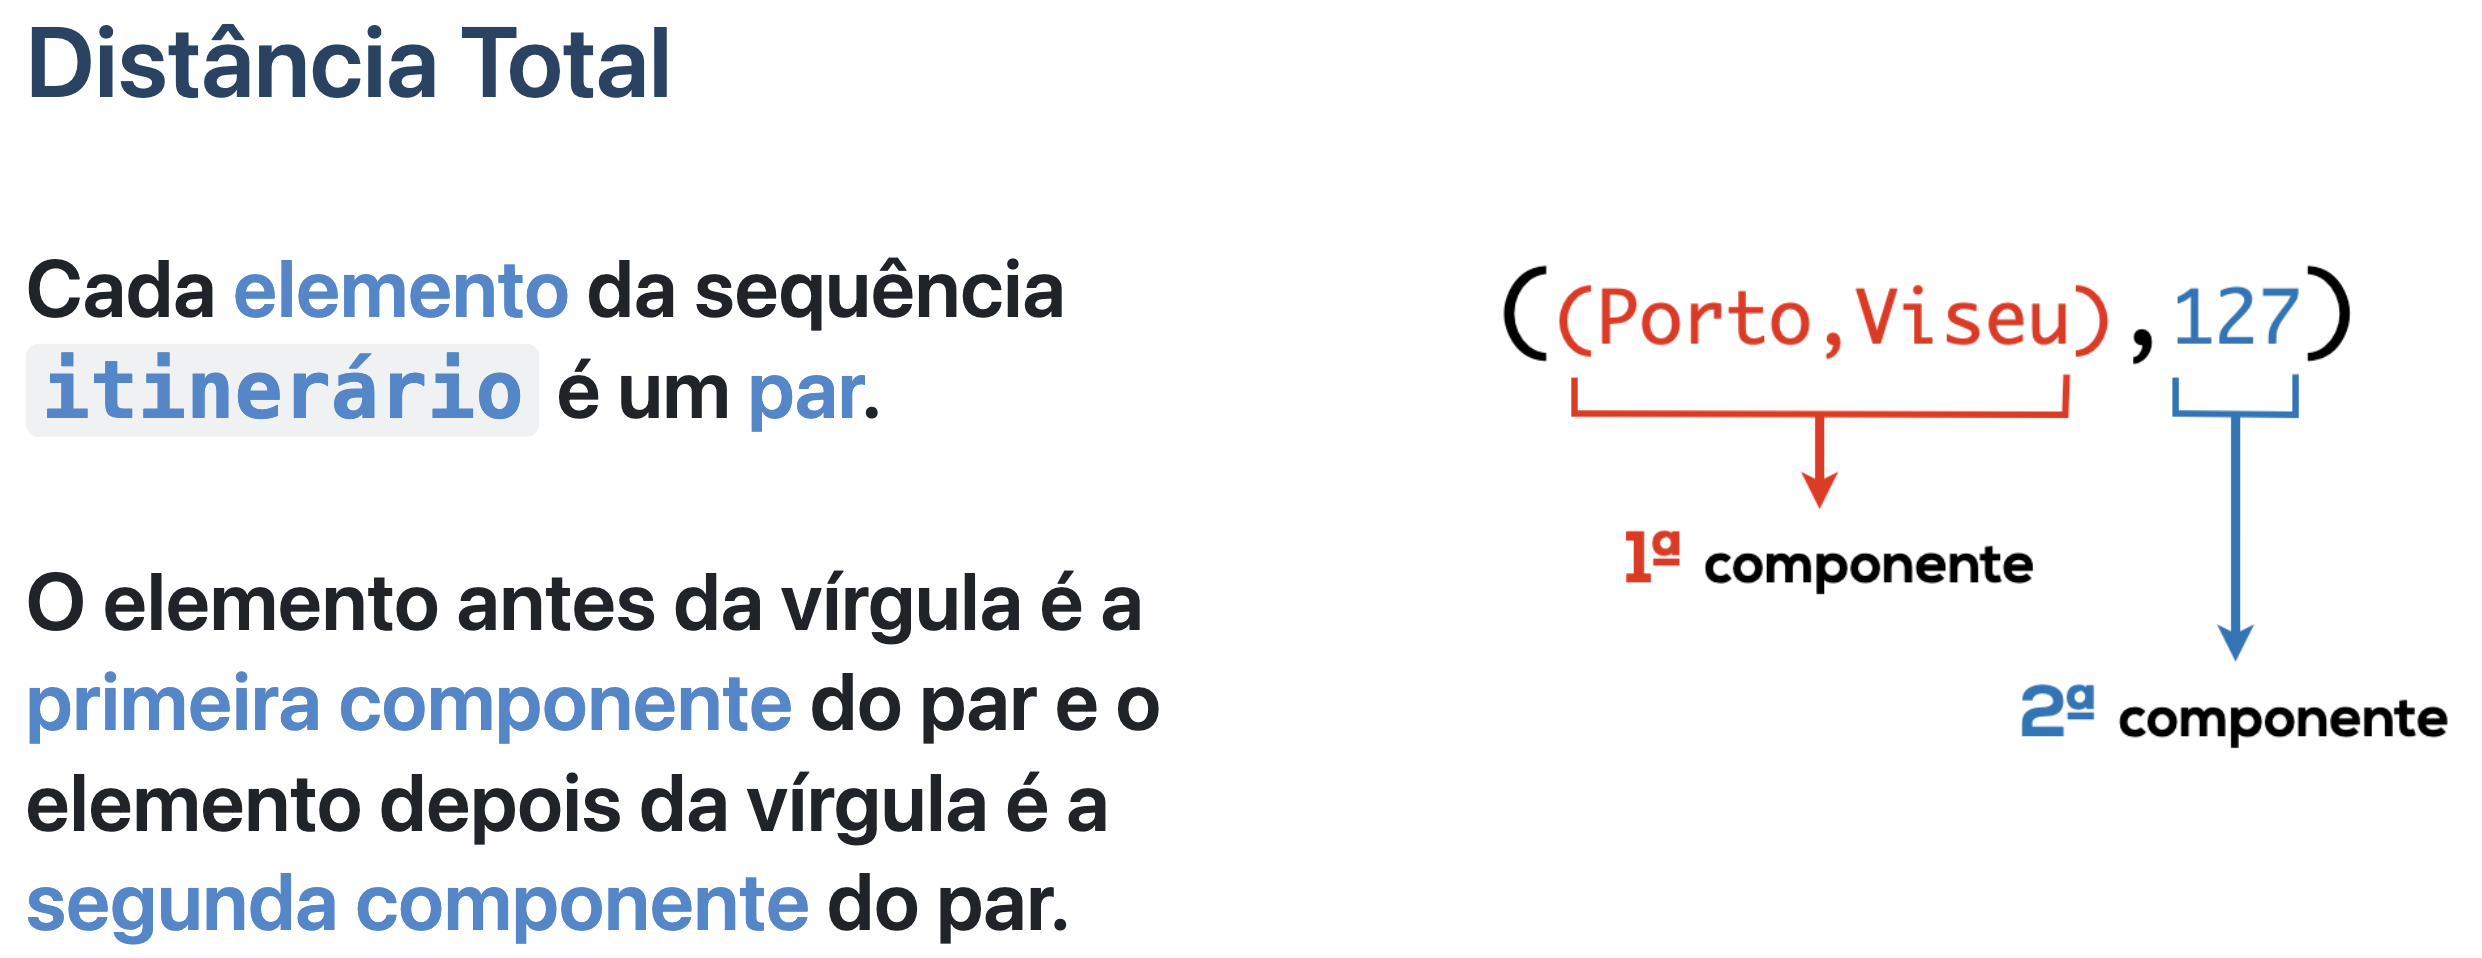 Distância Total
Cada elemento da sequência
itinerário é um par.
O elemento antes da vírgula é a
primeira componente do par e o
elemento depois da vírgula é a
segunda componente do par.
((Porto,Viseu),127)
1ª componente
2ª componente